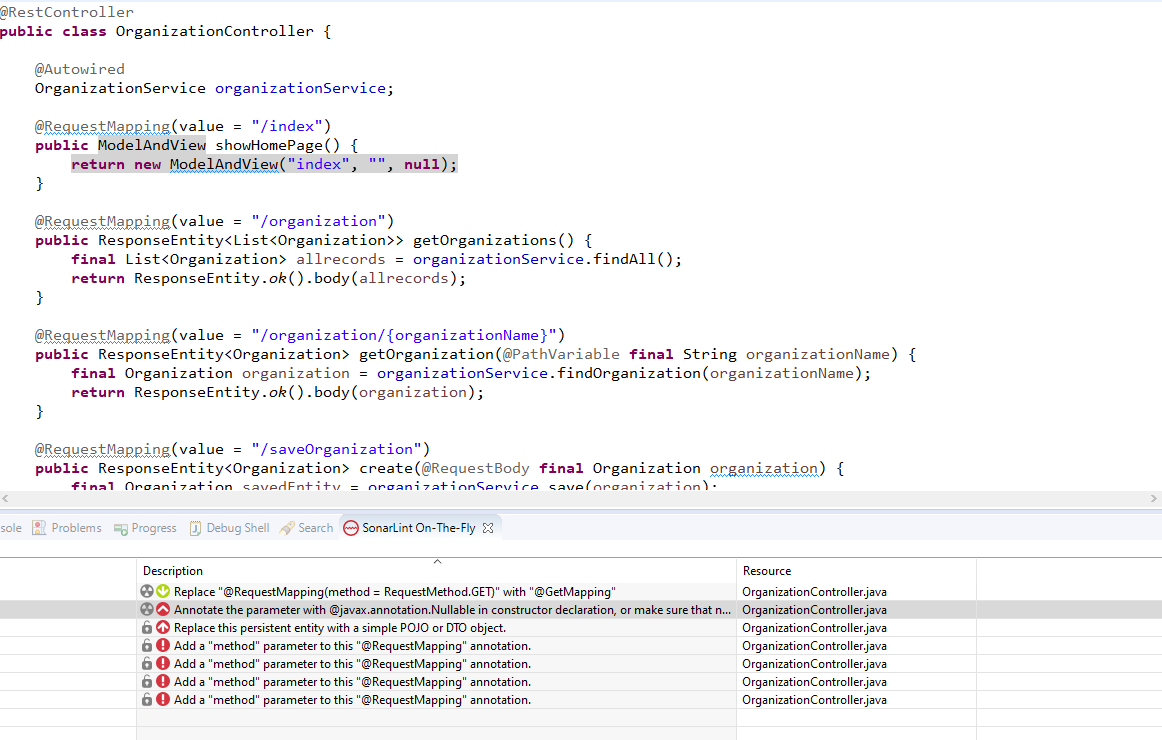 @RestController
public class OrganizationController {
@Autowired
OrganizationService organizationService;
@RequestMapping(value = "/index")
public ModelAndView showHomePage() {
return new ModelAndView("index", "", null);
}
@RequestMapping(value = "/organization")
public ResponseEntity<List<Organization>> getOrganizations() {
final List<Organization> allrecords = organizationService.findAll();
return ResponseEntity.ok().body(allrecords);
}
@RequestMapping(value = "/organization/{organizationName}")
public ResponseEntity<Organization> getOrganization(@PathVariable final String organizationName) {
final Organization organization = organizationService.findOrganization(organizationName);
return ResponseEntity.ok().body(organization);
}
@RequestMapping(value = "/saveOrganization")
public ResponseEntity<Organization> create(@RequestBody final Organization organization) {
final Organization savedEntity = organizationService.save(organization);
sole Problems Progress Debug Shell Search SonarLint On-The-Fly
Description Resource
Replace "@RequestMapping(method = RequestMethod.GET)" with "@GetMapping" OrganizationController.java
Annotate the parameter with @javax.annotation.Nullable in constructor declaration, or make sure that n... OrganizationController.java
Replace this persistent entity with a simple POJO or DTO object. OrganizationController.java
Add a "method" parameter to this "@RequestMapping" annotation. OrganizationController.java
Add a "method" parameter to this "@RequestMapping" annotation. OrganizationController.java
Add a "method" parameter to this "@RequestMapping" annotation. OrganizationController.java
Add a "method" parameter to this "@RequestMapping" annotation. OrganizationController.java